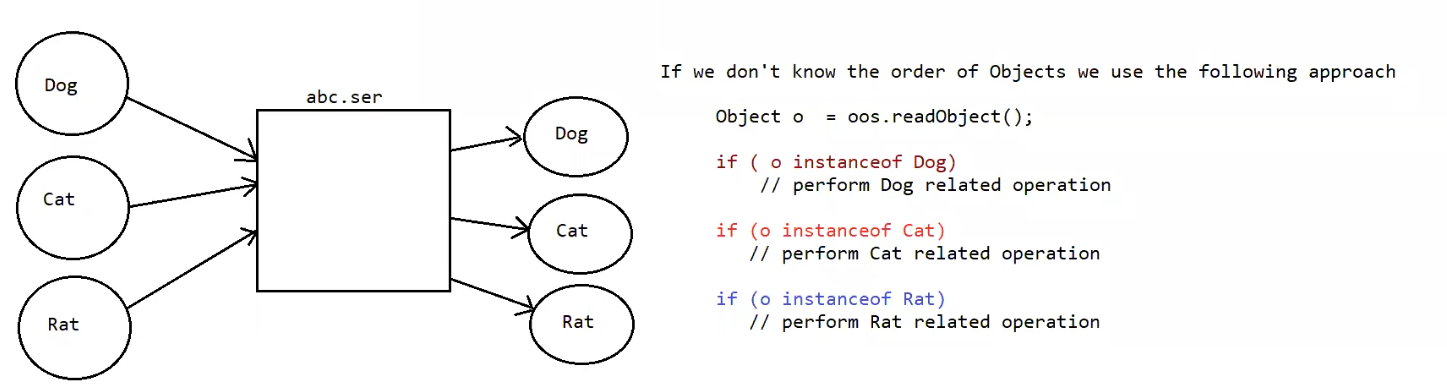 Dog
Cat
Rat
abc.ser
Dog
Cat
Rat
If we don't know the order of Objects we use the following approach
Object o  = oos.readObject();
if ( o instanceof Dog)
// perform Dog related operation
if (o instanceof Cat)
// perform Cat related operation
if (o instanceof Rat)
// perform Rat related operation